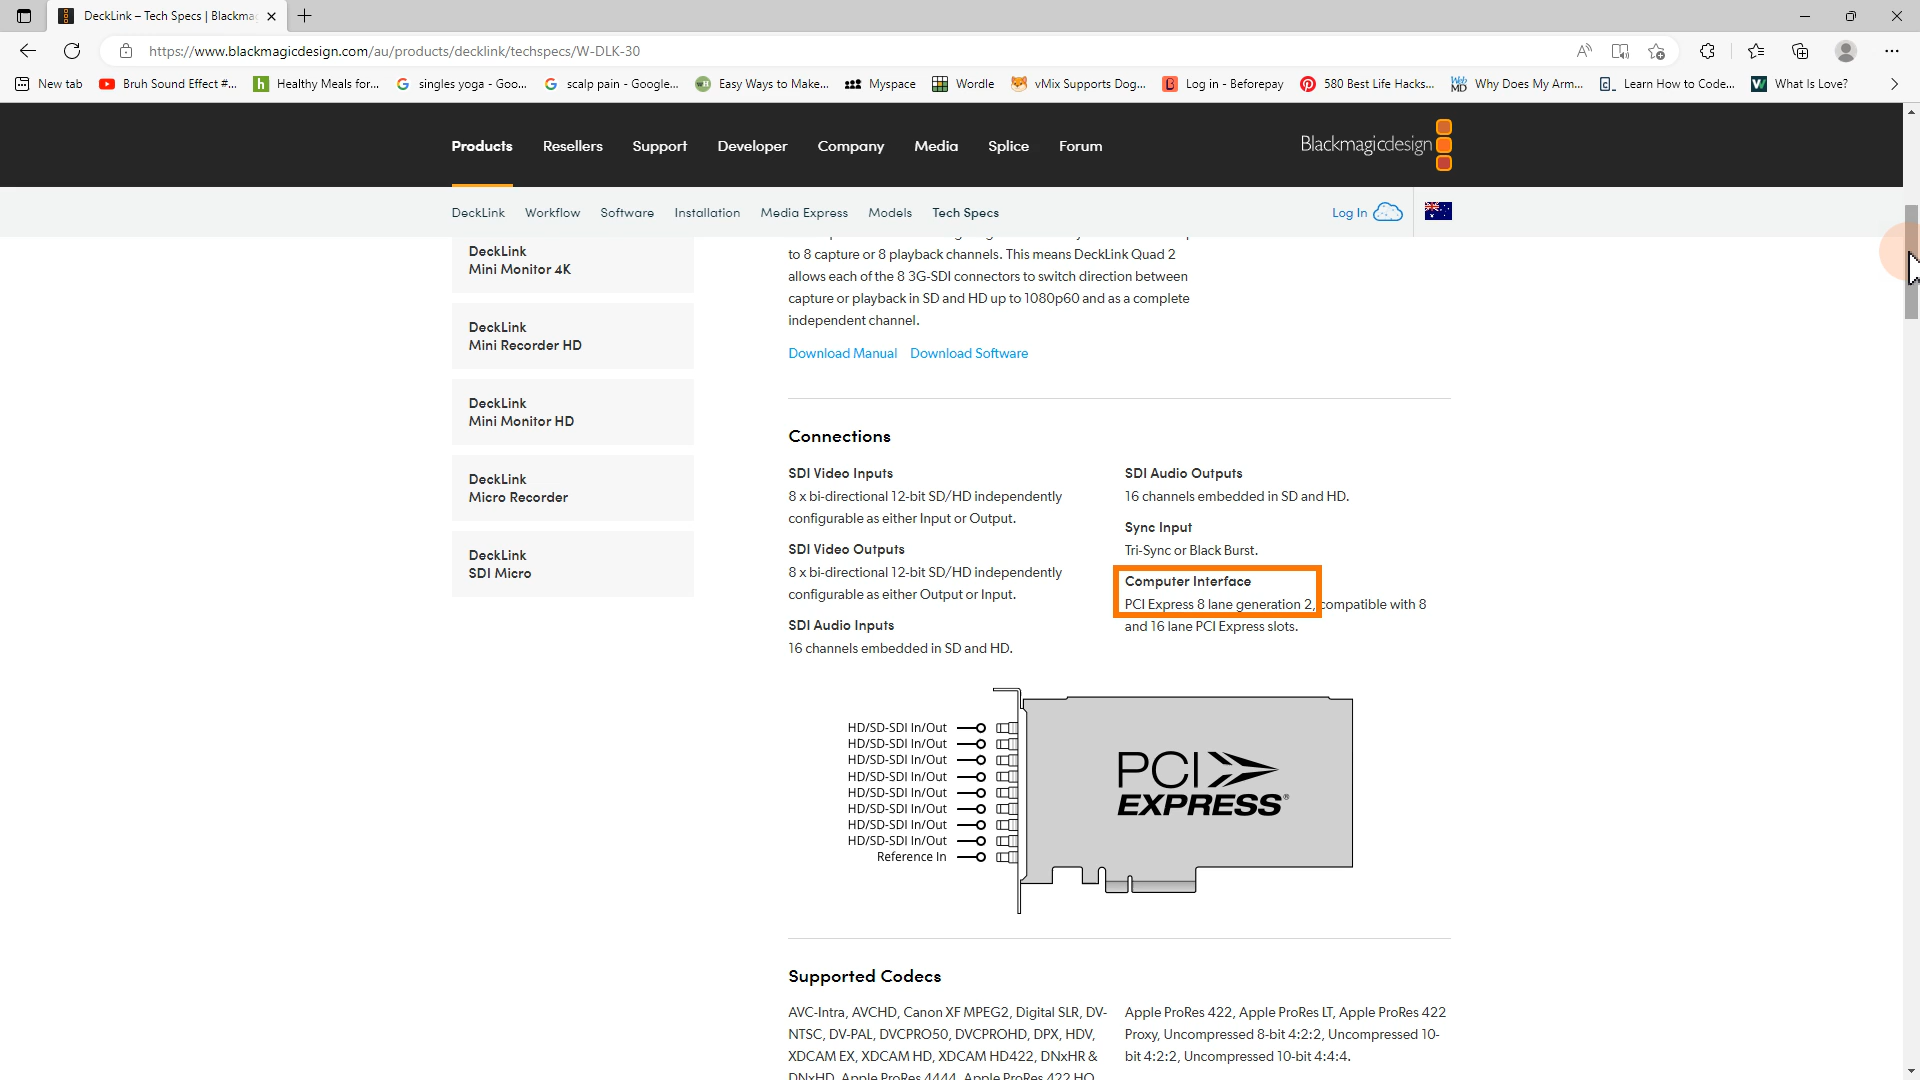 DeckLink – Tech Specs | Blackma
https://www.blackmagicdesign.com/au/products/decklink/techspecs/W-DLK-30
New tab
Bruh Sound Effect #...
Healthy Meals for...
singles yoga - Goo...
scalp pain - Google...
Easy Ways to Make...
Myspace
Wordle
vMix Supports Dog...
Log in - Beforepay
580 Best Life Hacks...
Why Does My Arm...
Learn How to Code...
What Is Love?
Products Resellers Support Developer Company Media Splice Forum
Blackmagicdesign
DeckLink Workflow Software Installation Media Express Models Tech Specs
Log In
DeckLink
Mini Monitor 4K
DeckLink
Mini Recorder HD
DeckLink
Mini Monitor HD
DeckLink
Micro Recorder
DeckLink
SDI Micro
to 8 capture or 8 playback channels. This means DeckLink Quad 2
allows each of the 8 3G-SDI connectors to switch direction between
capture or playback in SD and HD up to 1080p60 and as a complete
independent channel.
Download Manual Download Software
Connections
SDI Video Inputs
8 x bi-directional 12-bit SD/HD independently
configurable as either Input or Output.
SDI Video Outputs
8 x bi-directional 12-bit SD/HD independently
configurable as either Output or Input.
SDI Audio Inputs
16 channels embedded in SD and HD.
SDI Audio Outputs
16 channels embedded in SD and HD.
Sync Input
Tri-Sync or Black Burst.
Computer Interface
PCI Express 8 lane generation 2, compatible with 8
and 16 lane PCI Express slots.
HD/SD-SDI In/Out
HD/SD-SDI In/Out
HD/SD-SDI In/Out
HD/SD-SDI In/Out
HD/SD-SDI In/Out
HD/SD-SDI In/Out
HD/SD-SDI In/Out
HD/SD-SDI In/Out
Reference In
PCI
EXPRESS®
Supported Codecs
AVC-Intra, AVCHD, Canon XF MPEG2, Digital SLR, DV-
NTSC, DV-PAL, DVCPRO50, DVCPROHD, DPX, HDV,
XDCAM EX, XDCAM HD, XDCAM HD422, DNxHR &
DNxHD, Apple ProRes 4444, Apple ProRes 422 HQ,
Apple ProRes 422, Apple ProRes LT, Apple ProRes 422
Proxy, Uncompressed 8-bit 4:2:2, Uncompressed 10-
bit 4:2:2, Uncompressed 10-bit 4:4:4.